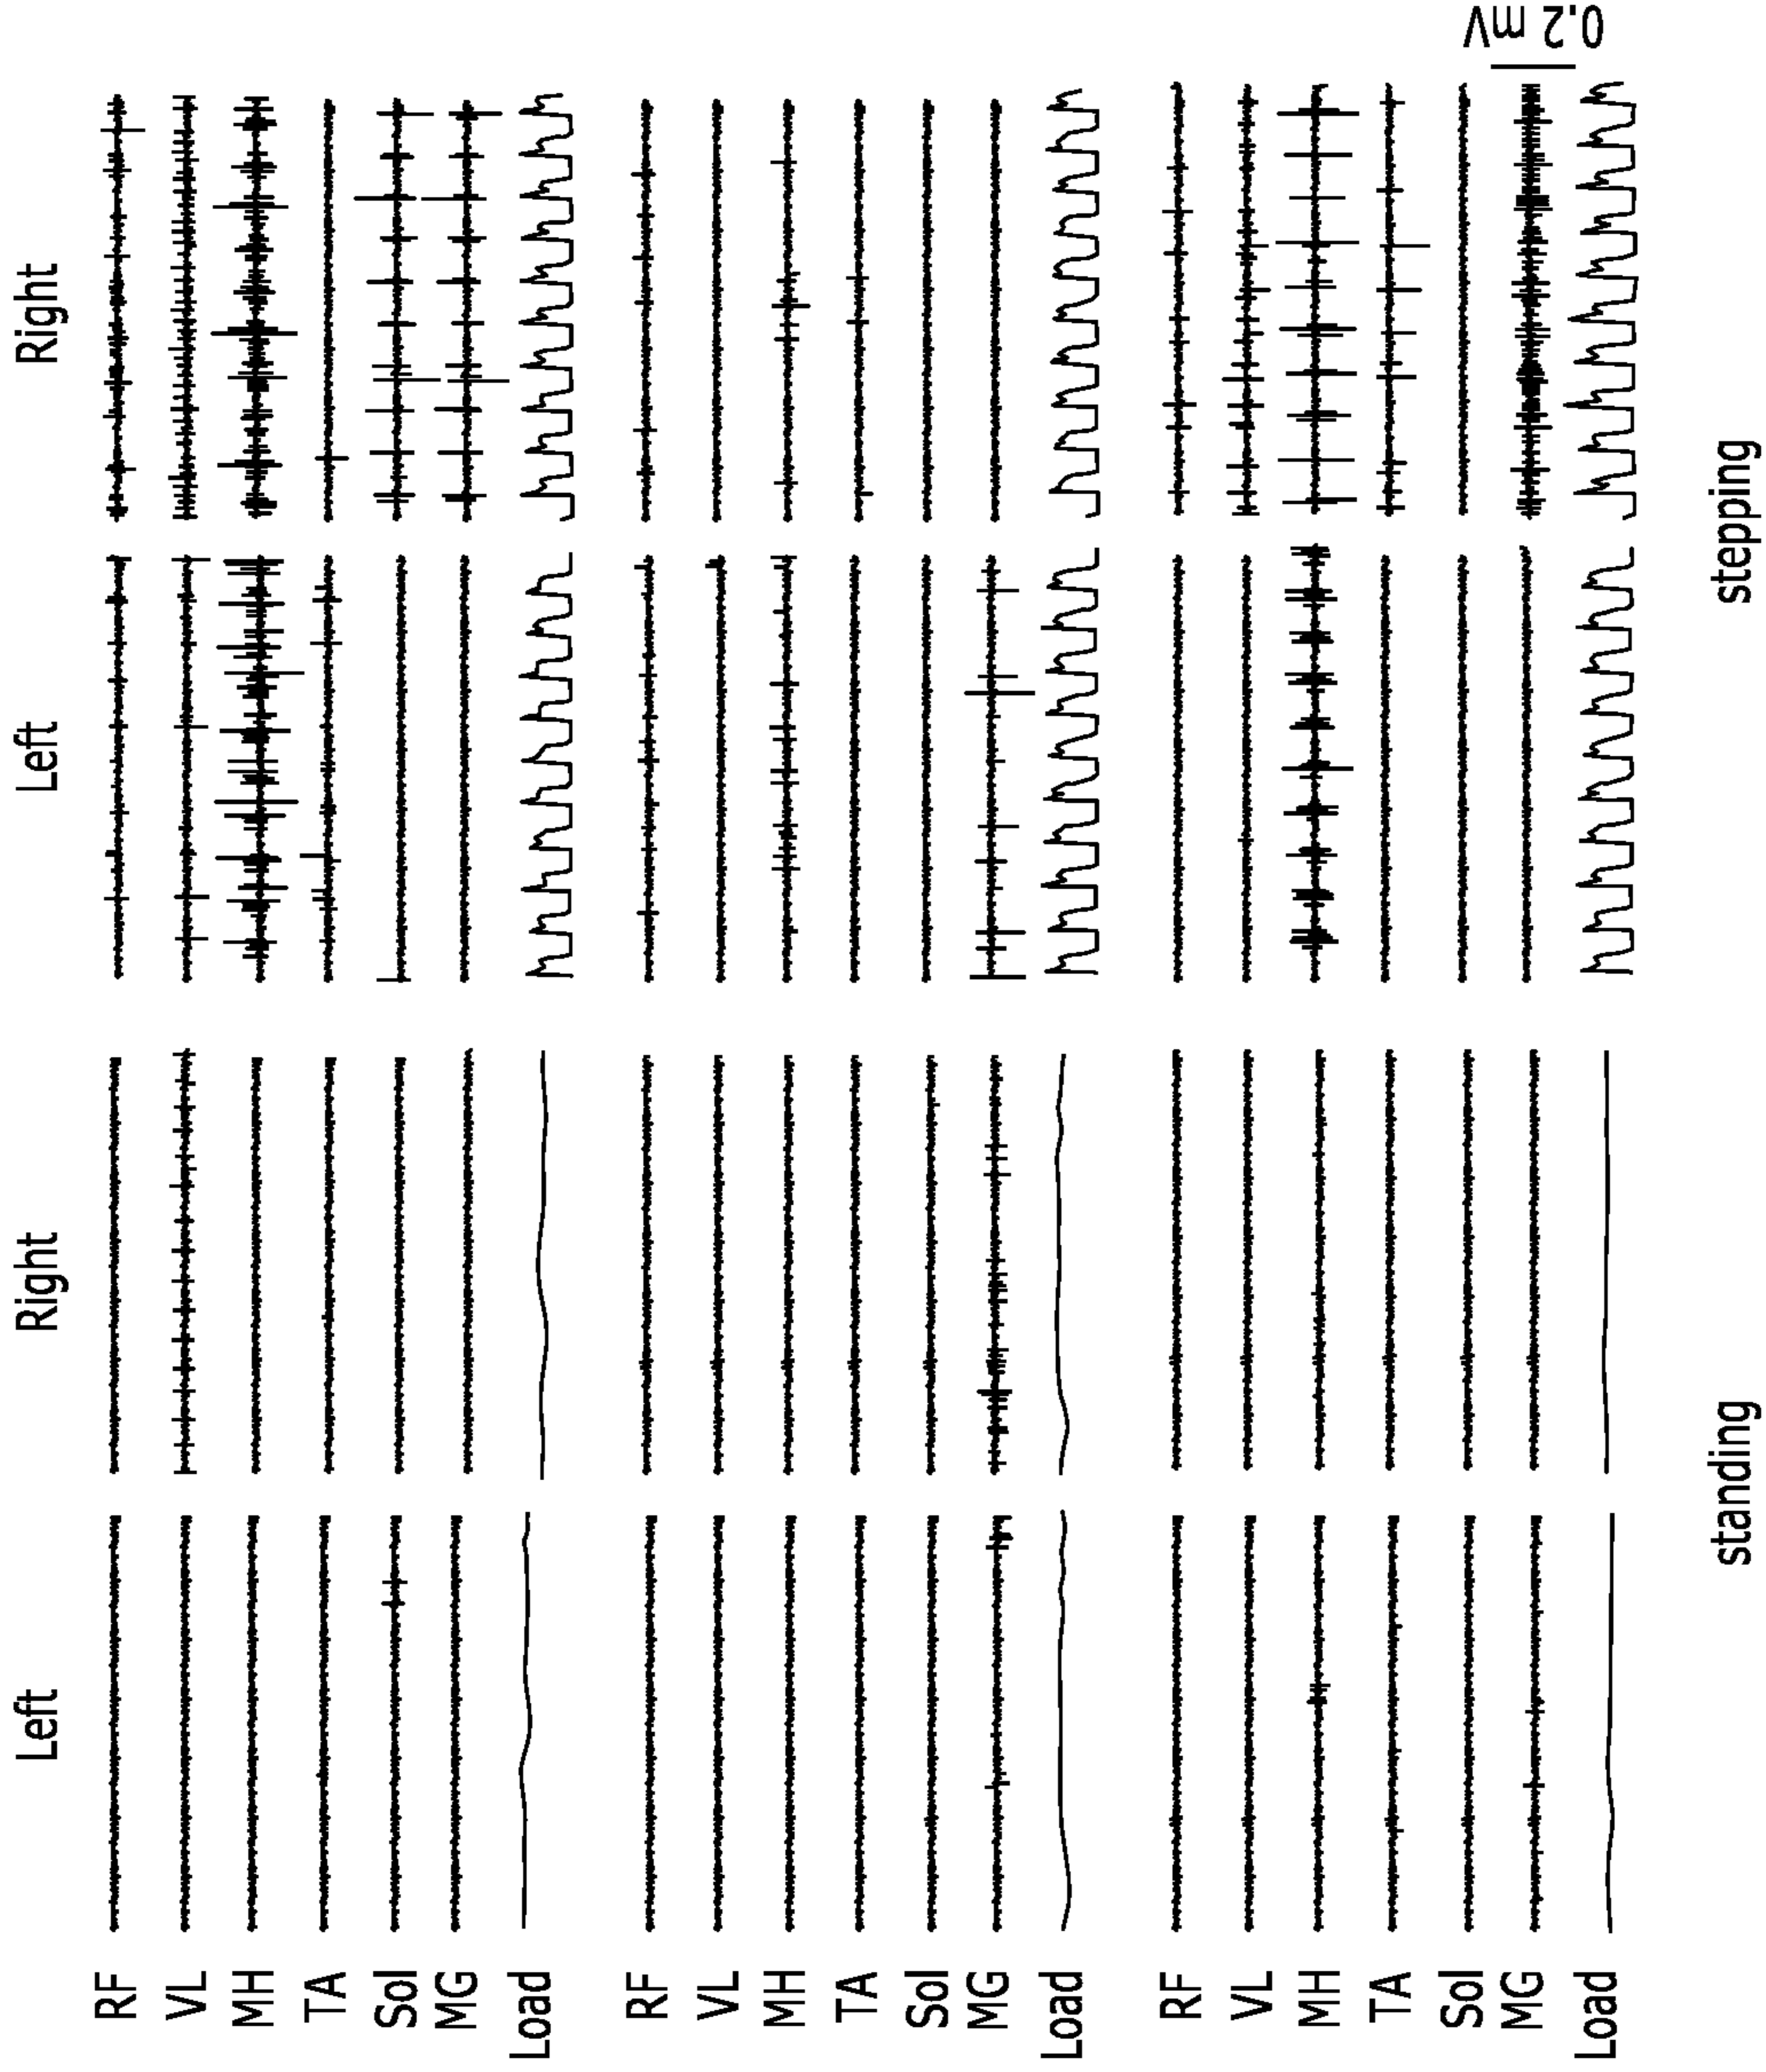 Left Right Left Right
RF
VL
MH
TA
Sol
MG
Load
RF
VL
MH
TA
Sol
MG
Load
RF
VL
MH
TA
Sol
MG
Load
0.2 mV
standing stepping